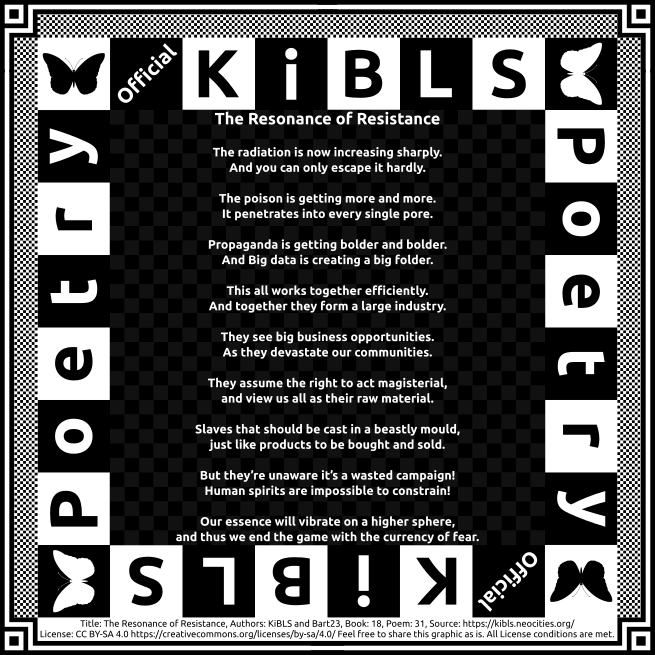 Official KiBLS
Poetry
Poetry
The Resonance of Resistance
The radiation is now increasing sharply.
And you can only escape it hardly.
The poison is getting more and more.
It penetrates into every single pore.
Propaganda is getting bolder and bolder.
And Big data is creating a big folder.
This all works together efficiently.
And together they form a large industry.
They see big business opportunities.
As they devastate our communities.
They assume the right to act magisterial,
and view us all as their raw material.
Slaves that should be cast in a beastly mould,
just like products to be bought and sold.
But they're unaware it's a wasted campaign!
Human spirits are impossible to constrain!
Our essence will vibrate on a higher sphere,
and thus we end the game with the currency of fear.
Official KiBLS
Title: The Resonance of Resistance, Authors: KiBLS and Bart23, Book: 18, Poem: 31, Source: https://kibls.neocities.org/
License: CC BY-SA 4.0 https://creativecommons.org/licenses/by-sa/4.0/ Feel free to share this graphic as is. All License conditions are met.